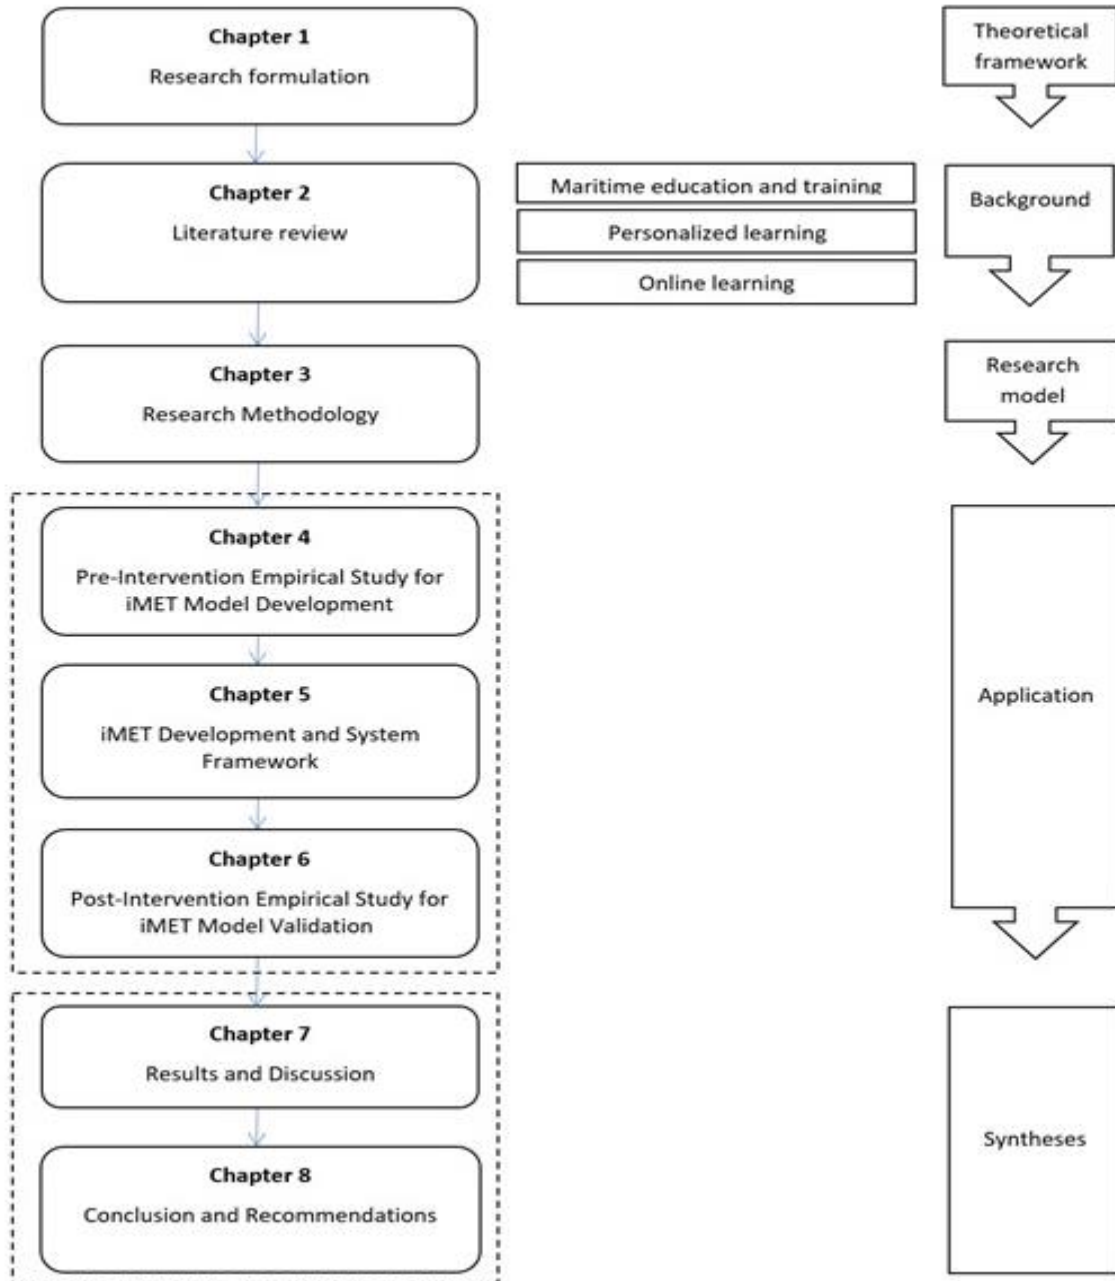 Chapter 1
Research formulation
Theoretical
framework
Chapter 2
Literature review
Maritime education and training
Personalized learning
Online learning
Background
Chapter 3
Research Methodology
Research
model
Chapter 4
Pre-Intervention Empirical Study for
iMET Model Development
Chapter 5
iMET Development and System
Framework
Chapter 6
Post-Intervention Empirical Study for
iMET Model Validation
Application
Chapter 7
Results and Discussion
Chapter 8
Conclusion and Recommendations
Syntheses